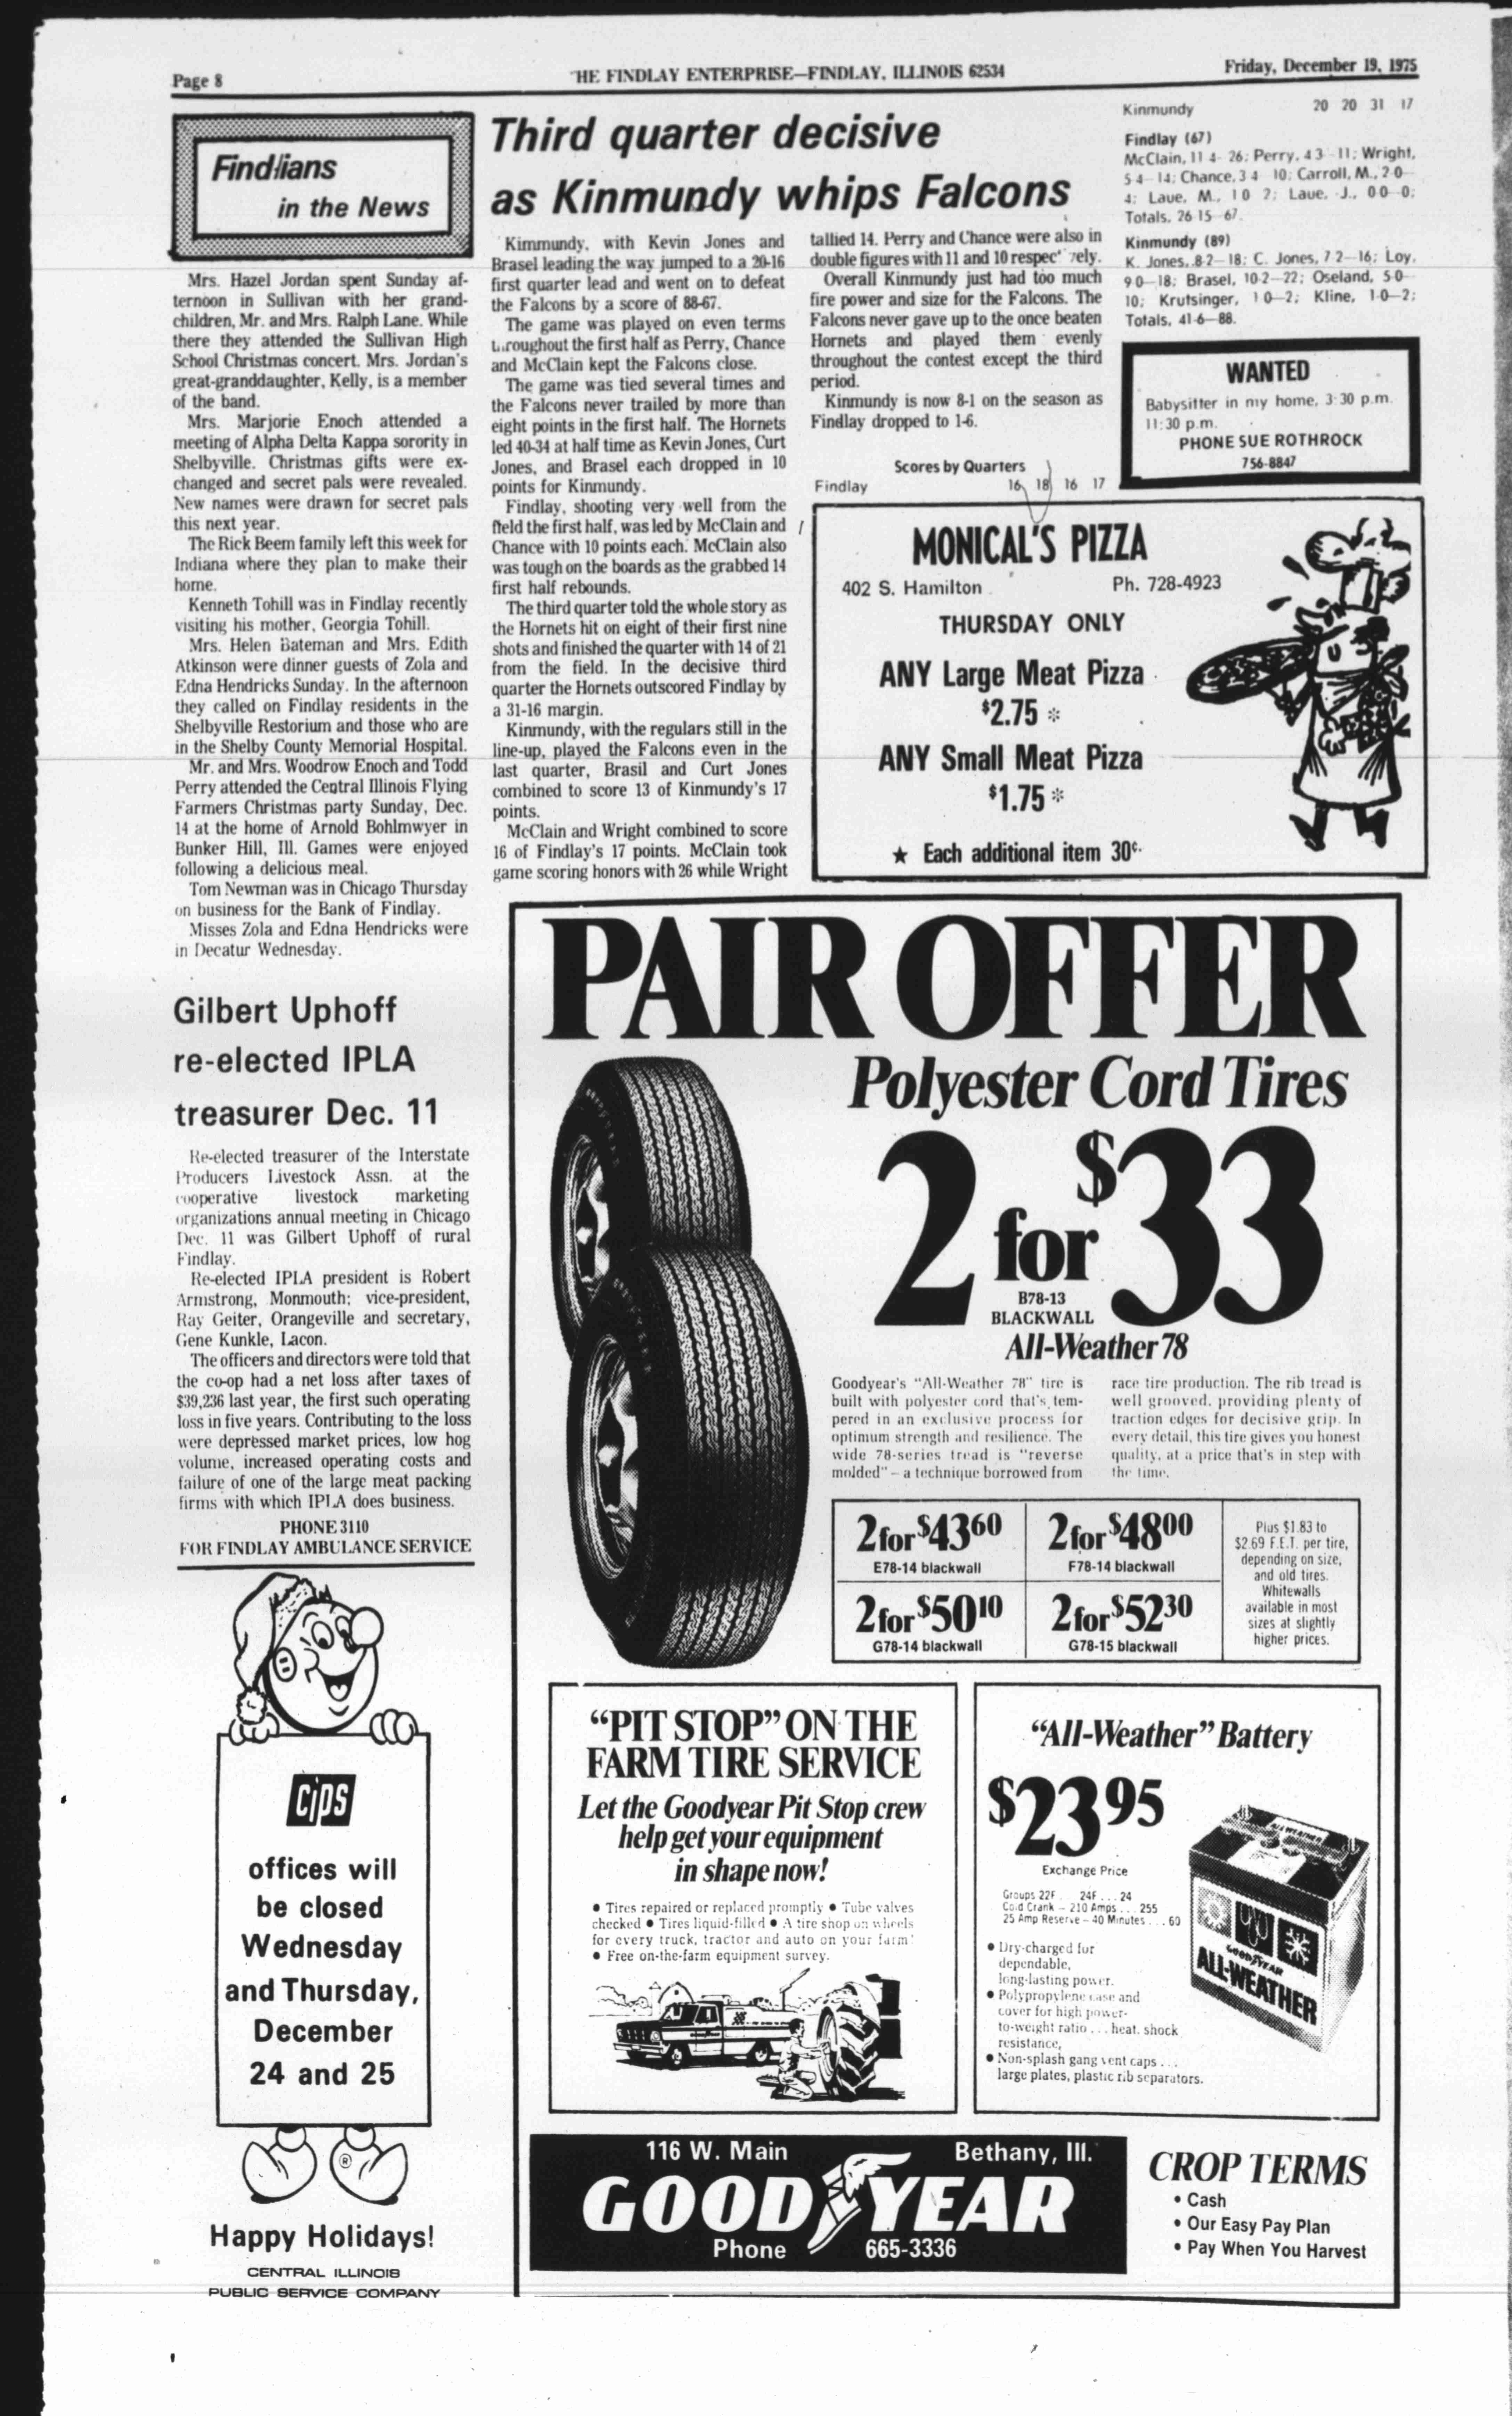 Page 8
HE FINDLAY ENTERPRISE—FINDLAY, ILLINOIS 62534
Friday, December 19, 1975
Findlians
in the News
Mrs. Hazel Jordan spent Sunday af-
ternoon in Sullivan with her grand-
children, Mr. and Mrs. Ralph Lane. While
there they attended the Sullivan High
School Christmas concert. Mrs. Jordan's
great-granddaughter, Kelly, is a member
of the band.
Mrs. Marjorie Enoch attended a
meeting of Alpha Delta Kappa sorority in
Shelbyville. Christmas gifts were ex-
changed and secret pals were revealed.
New names were drawn for secret pals
this next year.
The Rick Beem family left this week for
Indiana where they plan to make their
home.
Kenneth Tohill was in Findlay recently
visiting his mother, Georgia Tohill.
Mrs. Helen Bateman and Mrs. Edith
Atkinson were dinner guests of Zola and
Edna Hendricks Sunday. In the afternoon
they called on Findlay residents in the
Shelbyville Restorium and those who are
in the Shelby County Memorial Hospital.
Mr. and Mrs. Woodrow Enoch and Todd
Perry attended the Central Illinois Flying
Farmers Christmas party Sunday, Dec.
14 at the home of Arnold Bohlmwyer in
Bunker Hill, Ill. Games were enjoyed
following a delicious meal.
Tom Newman was in Chicago Thursday
on business for the Bank of Findlay.
Misses Zola and Edna Hendricks were
in Decatur Wednesday.
Gilbert Uphoff
re-elected IPLA
treasurer Dec. 11
Re-elected treasurer of the Interstate
Producers Livestock Assn. at the
cooperative livestock marketing
organizations annual meeting in Chicago
Dec. 11 was Gilbert Uphoff of rural
Findlay.
Re-elected IPLA president is Robert
Armstrong, Monmouth; vice-president,
Ray Geiter, Orangeville and secretary,
Gene Kunkle, Lacon.
The officers and directors were told that
the co-op had a net loss after taxes of
$39,236 last year, the first such operating
loss in five years. Contributing to the loss
were depressed market prices, low hog
volume, increased operating costs and
failure of one of the large meat packing
firms with which IPLA does business.
PHONE 3110
FOR FINDLAY AMBULANCE SERVICE
CIPS
offices will
be closed
Wednesday
and Thursday,
December
24 and 25
®
Happy Holidays!
CENTRAL ILLINOIS
PUBLIC SERVICE COMPANY
Third quarter decisive
as Kinmundy whips Falcons
Kimmundy, with Kevin Jones and
Brasel leading the way jumped to a 20-16
first quarter lead and went on to defeat
the Falcons by a score of 88-67.
The game was played on even terms
throughout the first half as Perry, Chance
and McClain kept the Falcons close.
The game was tied several times and
the Falcons never trailed by more than
eight points in the first half. The Hornets
led 40-34 at half time as Kevin Jones, Curt
Jones, and Brasel each dropped in 10
points for Kinmundy.
Findlay, shooting very well from the
field the first half, was led by McClain and
Chance with 10 points each. McClain also
was tough on the boards as the grabbed 14
first half rebounds.
The third quarter told the whole story as
the Hornets hit on eight of their first nine
shots and finished the quarter with 14 of 21
from the field. In the decisive third
quarter the Hornets outscored Findlay by
a 31-16 margin.
Kinmundy, with the regulars still in the
line-up, played the Falcons even in the
last quarter, Brasil and Curt Jones
combined to score 13 of Kinmundy's 17
points.
McClain and Wright combined to score
16 of Findlay's 17 points. McClain took
game scoring honors with 26 while Wright
tallied 14. Perry and Chance were also in
double figures with 11 and 10 respec' 'rely.
Overall Kinmundy just had too much
fire power and size for the Falcons. The
Falcons never gave up to the once beaten
Hornets and played them evenly
throughout the contest except the third
period.
Kinmundy is now 8-1 on the season as
Findlay dropped to 1-6.
Scores by Quarters
Findlay 16 18 16 17
Kinmundy 20 20 31 17
Findlay (67)
McClain, 11 4- 26; Perry, 4 3--11; Wright,
5 4--14; Chance, 3 4 10; Carroll, M., 2 0--
4; Laue, M., 1 0 2; Laue, J., 0 0--0;
Totals, 26 15--67.
Kinmundy (89)
K. Jones, 8-2--18; C. Jones, 7 2--16; Loy,
9 0--18; Brasel, 10-2--22; Oseland, 5 0--
10; Krutsinger, 1 0--2; Kline, 1-0--2;
Totals, 41-6--88.
WANTED
Babysitter in my home, 3:30 p.m.
11:30 p.m.
PHONE SUE ROTHROCK
756-8847
MONICAL'S PIZZA
402 S. Hamilton Ph. 728-4923
THURSDAY ONLY
ANY Large Meat Pizza
$2.75 *
ANY Small Meat Pizza
$1.75 *
★ Each additional item 30¢.
PAIR OFFER
Polyester Cord Tires
2 for $33
B78-13
BLACKWALL
All-Weather 78
Goodyear's "All-Weather 78" tire is
built with polyester cord that's tem-
pered in an exclusive process for
optimum strength and resilience. The
wide 78-series tread is "reverse
molded" – a technique borrowed from
race tire production. The rib tread is
well grooved, providing plenty of
traction edges for decisive grip. In
every detail, this tire gives you honest
quality, at a price that's in step with
the time.
2 for $43 60
E78-14 blackwall
2 for $48 00
F78-14 blackwall
2 for $50 10
G78-14 blackwall
2 for $52 30
G78-15 blackwall
Plus $1.83 to
$2.69 F.E.T. per tire,
depending on size,
and old tires.
Whitewalls
available in most
sizes at slightly
higher prices.
"PIT STOP" ON THE
FARM TIRE SERVICE
Let the Goodyear Pit Stop crew
help get your equipment
in shape now!
● Tires repaired or replaced promptly ● Tube valves
checked ● Tires liquid-filled ● A tire shop on wheels
for every truck, tractor and auto on your farm!
● Free on-the-farm equipment survey.
"All-Weather" Battery
$23 95
Exchange Price
Groups 22F . . . 24F . . . 24
Cold Crank – 210 Amps . . . 255
25 Amp Reserve – 40 Minutes . . . 60
● Dry-charged for
dependable,
long-lasting power.
● Polypropylene case and
cover for high power-
to-weight ratio . . . heat, shock
resistance,
● Non-splash gang vent caps . . .
large plates, plastic rib separators.
ALL WEATHER
GOODYEAR
ALL-WEATHER
116 W. Main Bethany, Ill.
GOODYEAR
Phone 665-3336
CROP TERMS
• Cash
• Our Easy Pay Plan
• Pay When You Harvest